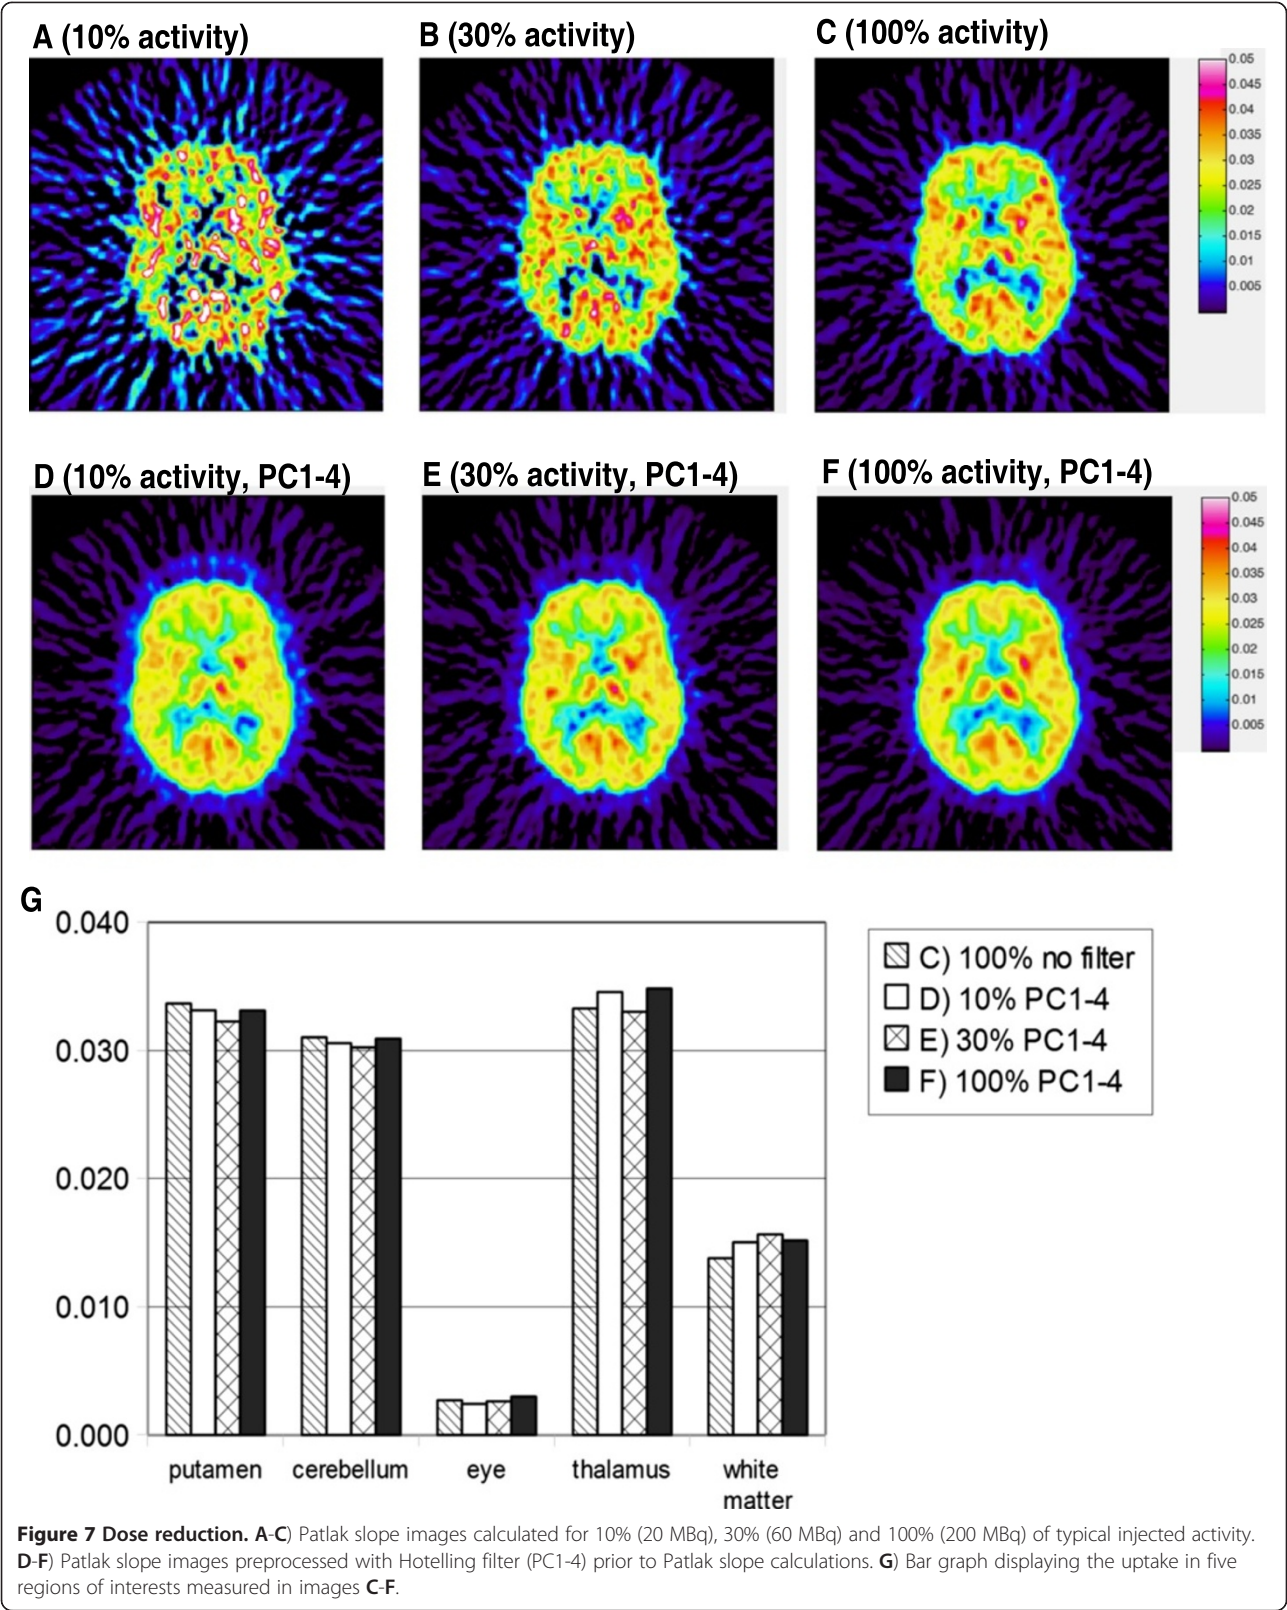 A (10% activity)
B (30% activity)
C (100% activity)
0.05
0.045
0.04
0.035
0.03
0.025
0.02
0.015
0.01
0.005
D (10% activity, PC1-4)
E (30% activity, PC1-4)
F (100% activity, PC1-4)
0.05
0.045
0.04
0.035
0.03
0.025
0.02
0.015
0.01
0.005
G
0.040
0.030
0.020
0.010
0.000
putamen
cerebellum
eye
thalamus
white
matter
C) 100% no filter
D) 10% PC1-4
E) 30% PC1-4
F) 100% PC1-4
Figure 7 Dose reduction. A-C) Patlak slope images calculated for 10% (20 MBq), 30% (60 MBq) and 100% (200 MBq) of typical injected activity.
D-F) Patlak slope images preprocessed with Hotelling filter (PC1-4) prior to Patlak slope calculations. G) Bar graph displaying the uptake in five
regions of interests measured in images C-F.